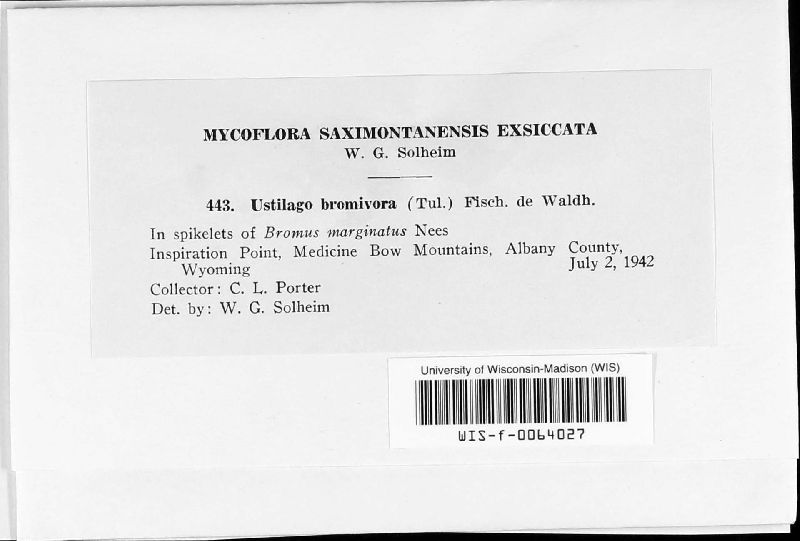 MYCOFLORA SAXIMONTANENSIS EXSICCATA
W. G. Solheim
443. Ustilago bromivora (Tul.) Fisch. de Waldh.
In spikelets of Bromus marginatus Nees
Inspiration Point, Medicine Bow Mountains, Albany County,
Wyoming July 2, 1942
Collector: C. L. Porter
Det. by: W. G. Solheim
University of Wisconsin-Madison (WIS)
WIS-f-0064027